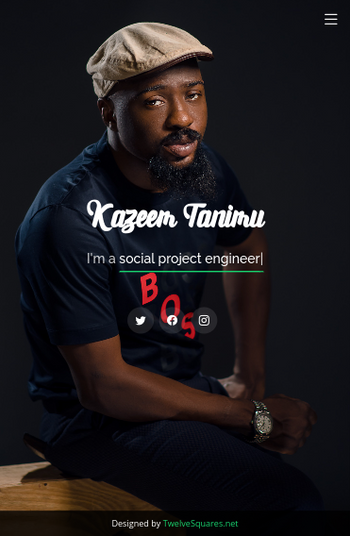 Kazeem Tanimu
I'm a social project engineer|
BOS
Designed by TwelveSquares.net